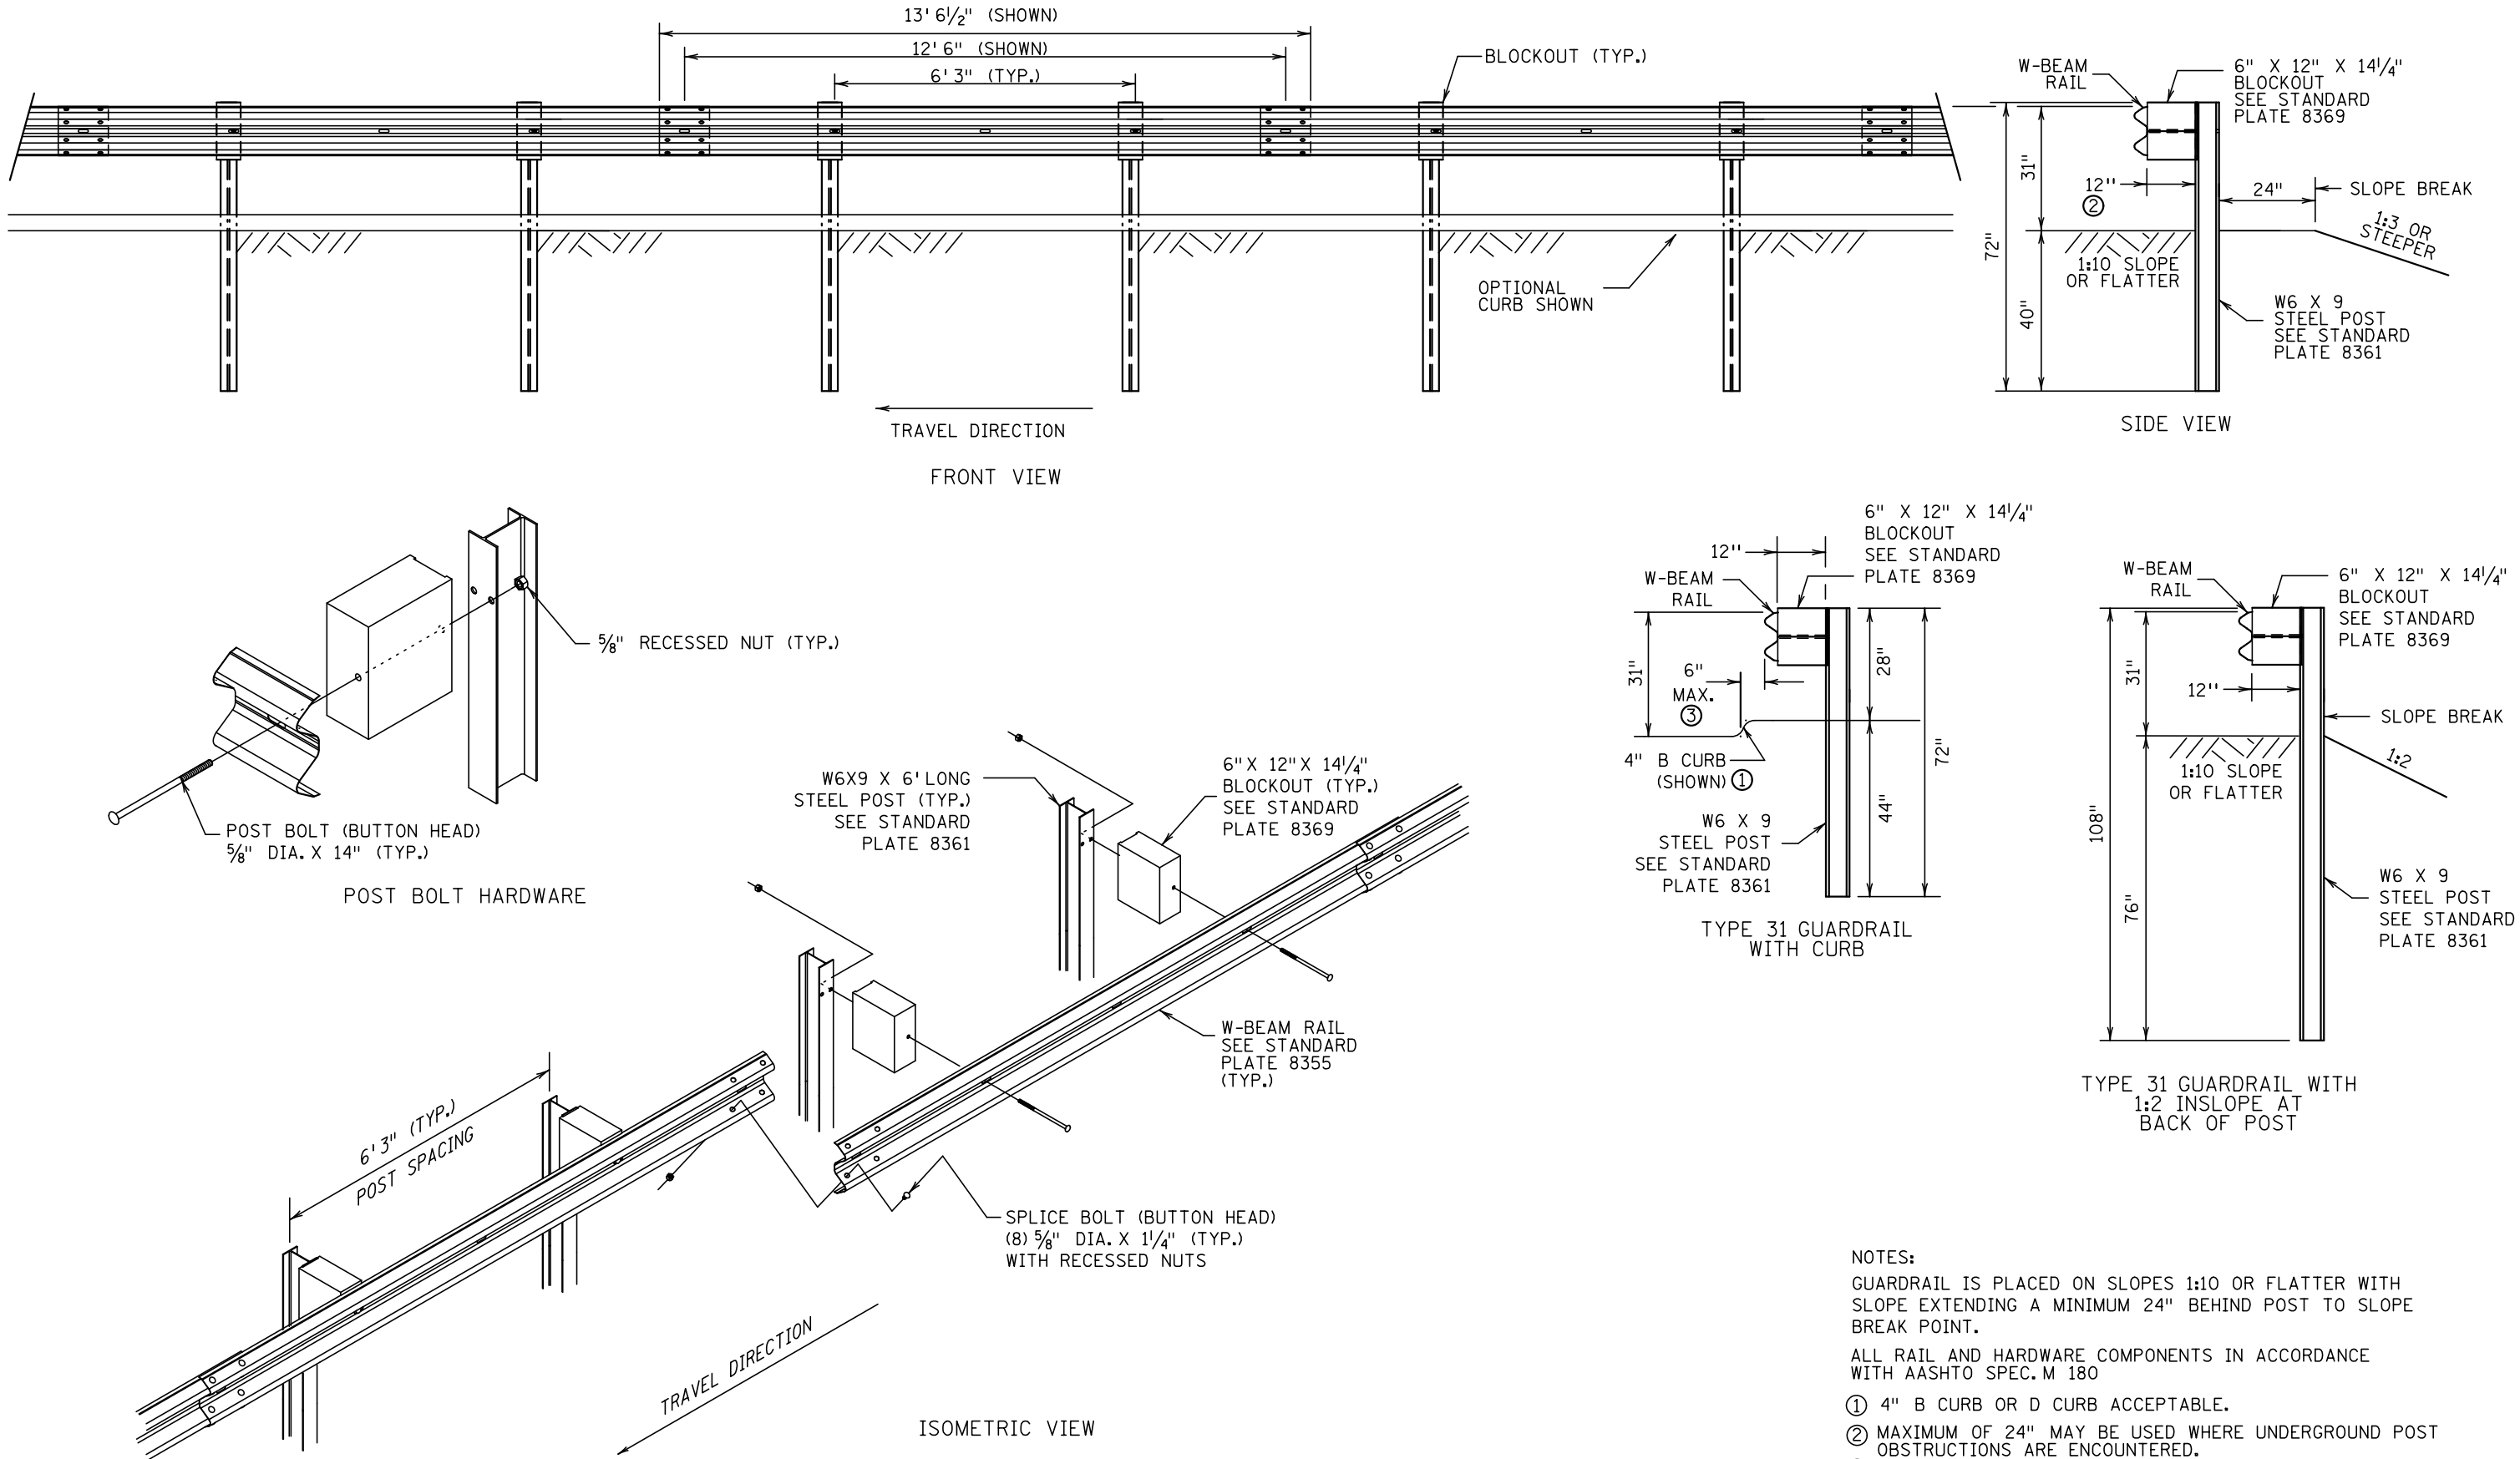 13' 6 1/2" (SHOWN)
12' 6" (SHOWN)
6' 3" (TYP.)
BLOCKOUT (TYP.)
OPTIONAL
CURB SHOWN
TRAVEL DIRECTION
FRONT VIEW
W-BEAM
RAIL
6" X 12" X 14 1/4"
BLOCKOUT
SEE STANDARD
PLATE 8369
31"
12"
②
24"
SLOPE BREAK
1:3 OR
STEEPER
72"
1:10 SLOPE
OR FLATTER
40"
W6 X 9
STEEL POST
SEE STANDARD
PLATE 8361
SIDE VIEW
5/8" RECESSED NUT (TYP.)
POST BOLT (BUTTON HEAD)
5/8" DIA. X 14" (TYP.)
POST BOLT HARDWARE
W6X9 X 6' LONG
STEEL POST (TYP.)
SEE STANDARD
PLATE 8361
6" X 12" X 14 1/4"
BLOCKOUT (TYP.)
SEE STANDARD
PLATE 8369
W-BEAM RAIL
SEE STANDARD
PLATE 8355
(TYP.)
6' 3" (TYP.)
POST SPACING
SPLICE BOLT (BUTTON HEAD)
(8) 5/8" DIA. X 1 1/4" (TYP.)
WITH RECESSED NUTS
TRAVEL DIRECTION
ISOMETRIC VIEW
6" X 12" X 14 1/4"
BLOCKOUT
SEE STANDARD
PLATE 8369
12"
W-BEAM
RAIL
31"
6"
MAX.
③
28"
72"
4" B CURB
(SHOWN) ①
44"
W6 X 9
STEEL POST
SEE STANDARD
PLATE 8361
TYPE 31 GUARDRAIL
WITH CURB
W-BEAM
RAIL
6" X 12" X 14 1/4"
BLOCKOUT
SEE STANDARD
PLATE 8369
31"
12"
SLOPE BREAK
1:10 SLOPE
OR FLATTER
1:2
108"
76"
W6 X 9
STEEL POST
SEE STANDARD
PLATE 8361
TYPE 31 GUARDRAIL WITH
1:2 INSLOPE AT
BACK OF POST
NOTES:
GUARDRAIL IS PLACED ON SLOPES 1:10 OR FLATTER WITH
SLOPE EXTENDING A MINIMUM 24" BEHIND POST TO SLOPE
BREAK POINT.
ALL RAIL AND HARDWARE COMPONENTS IN ACCORDANCE
WITH AASHTO SPEC. M 180
① 4" B CURB OR D CURB ACCEPTABLE.
② MAXIMUM OF 24" MAY BE USED WHERE UNDERGROUND POST
OBSTRUCTIONS ARE ENCOUNTERED.